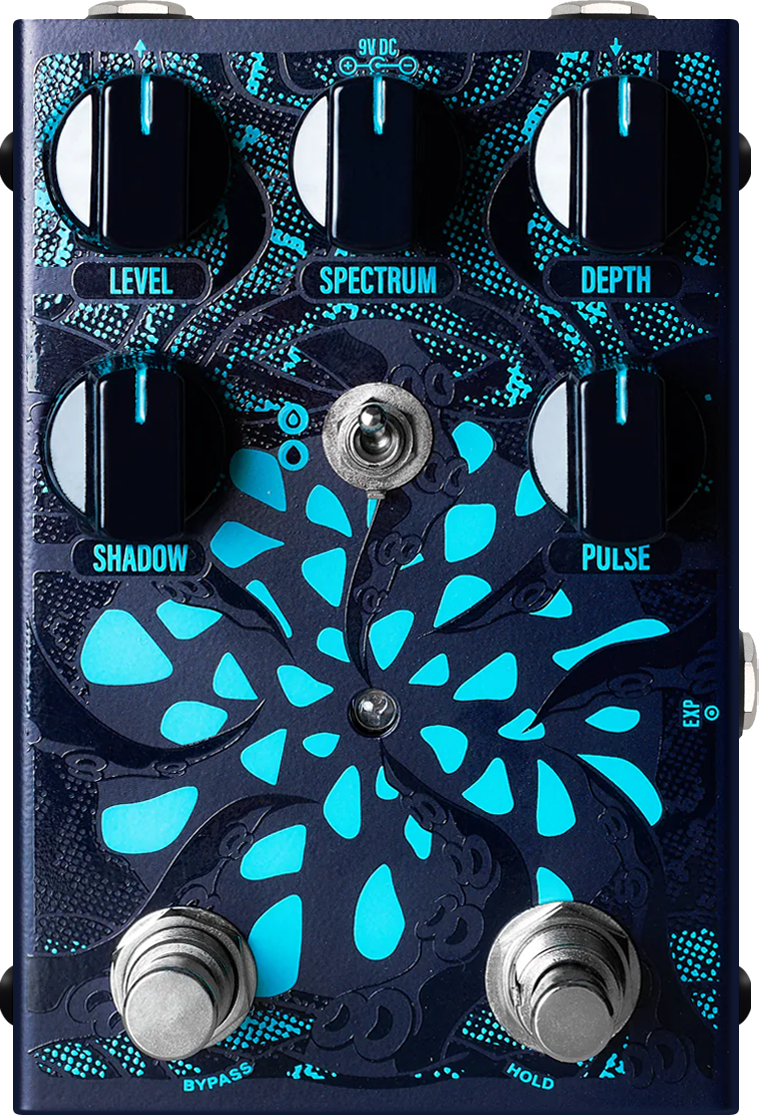 9V DC
LEVEL
SPECTRUM
DEPTH
SHADOW
PULSE
EXP
BYPASS
HOLD